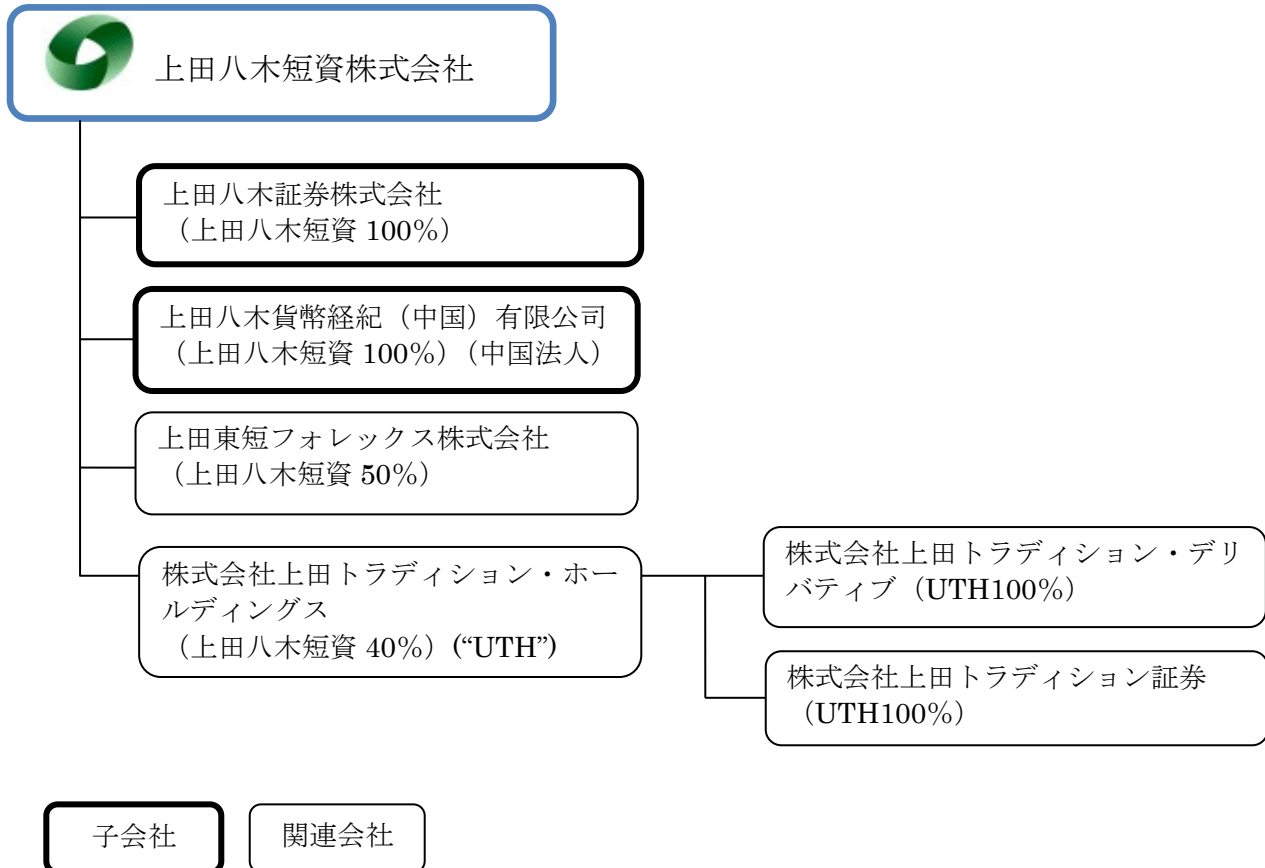 上田八木短資株式会社
上田八木証券株式会社
（上田八木短資 100%）
上田八木貨幣経紀（中国）有限公司
（上田八木短資 100%）（中国法人）
上田東短フォレックス株式会社
（上田八木短資 50%）
株式会社上田トラディション・ホー
ルディングス
（上田八木短資 40%）(“UTH”)
株式会社上田トラディション・デリ
バティブ（UTH100%）
株式会社上田トラディション証券
（UTH100%）
子会社
関連会社